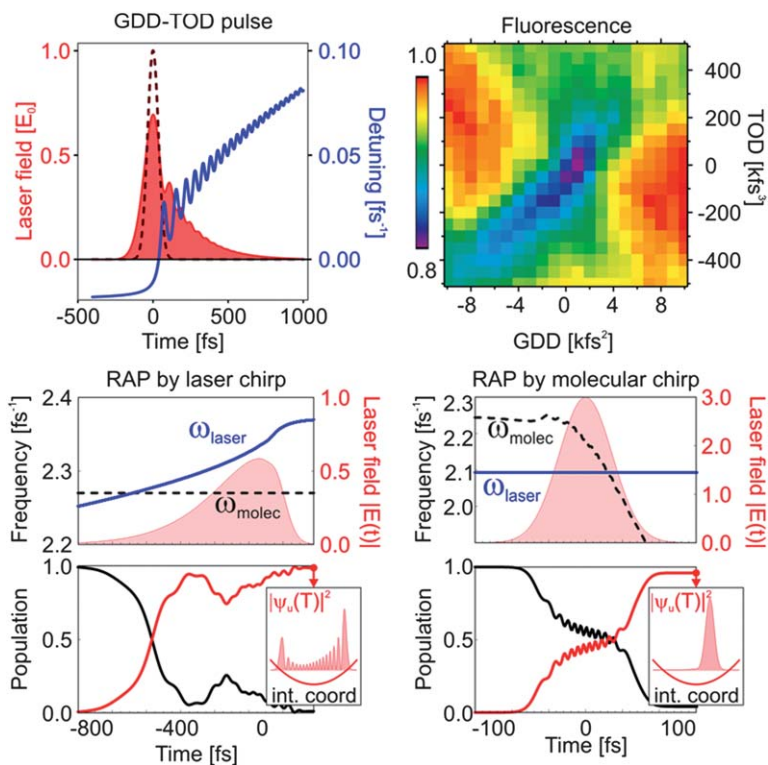 GDD-TOD pulse
Laser field [E₀]
1.0
0.5
0.0
0.10
0.05
0.00
Detuning [fs⁻¹]
-500 0 500 1000
Time [fs]
Fluorescence
1.0
0.8
400
200
0
-200
-400
TOD [kfs³]
-8 -4 0 4 8
GDD [kfs²]
RAP by laser chirp
Frequency [fs⁻¹]
2.4
2.3
2.2
ω_laser
ω_molec
1.0
0.5
0.0
Laser field |E(t)|
Population
1.0
0.5
0.0
|ψ_u(T)|²
int. coord
-800 -400 0
Time [fs]
RAP by molecular chirp
Frequency [fs⁻¹]
2.3
2.2
2.1
2.0
ω_molec
ω_laser
3.0
2.0
1.0
0.0
Laser field |E(t)|
Population
1.0
0.5
0.0
|ψ_u(T)|²
int. coord
-100 0 100
Time [fs]